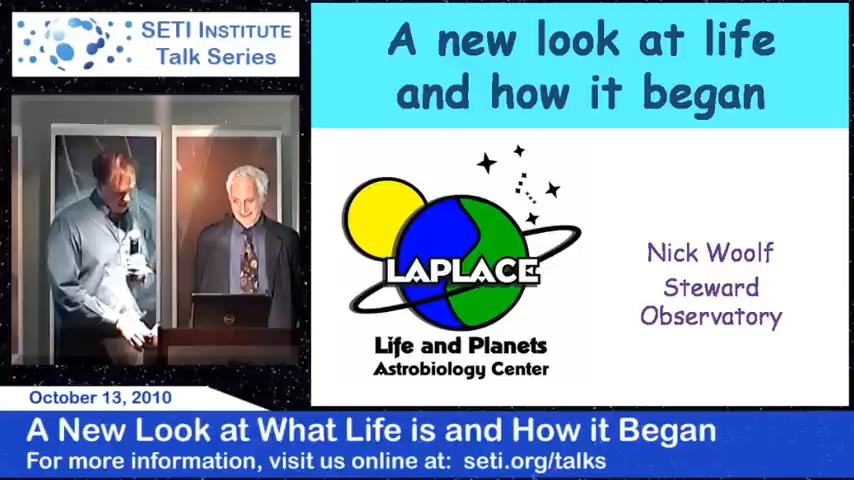 SETI INSTITUTE
Talk Series
A new look at life
and how it began
LAPLACE
Life and Planets
Astrobiology Center
Nick Woolf
Steward
Observatory
October 13, 2010
A New Look at What Life is and How it Began
For more information, visit us online at: seti.org/talks